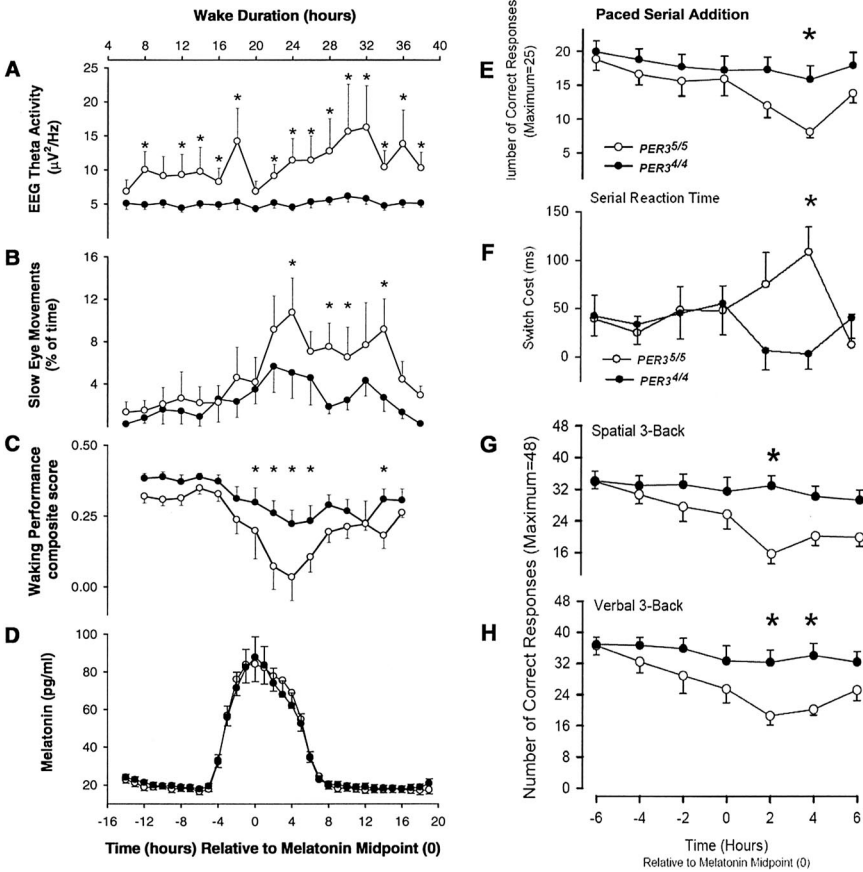 Wake Duration (hours)
4 8 12 16 20 24 28 32 36 40
A
EEG Theta Activity
(µV²/Hz)
25
20
15
10
5
* * * * * * * * * * * * * * *
B
Slow Eye Movements
(% of time)
16
12
8
4
* * * *
C
Waking Performance
composite score
0.50
0.25
0.00
* * * * *
D
Melatonin (pg/ml)
100
80
60
40
20
-16 -12 -8 -4 0 4 8 12 16 20
Time (hours) Relative to Melatonin Midpoint (0)
Paced Serial Addition
E
of Correct Responses
(Maximum=25)
20
15
10
5
*
PER3⁵/⁵
PER3⁴/⁴
Serial Reaction Time
F
Switch Cost (ms)
150
100
50
0
*
PER3⁵/⁵
PER3⁴/⁴
G
Spatial 3-Back
48
40
32
24
16
*
H
Verbal 3-Back
48
40
32
24
16
8
0
* *
Number of Correct Responses (Maximum=48)
-6 -4 -2 0 2 4 6
Time (Hours)
Relative to Melatonin Midpoint (0)